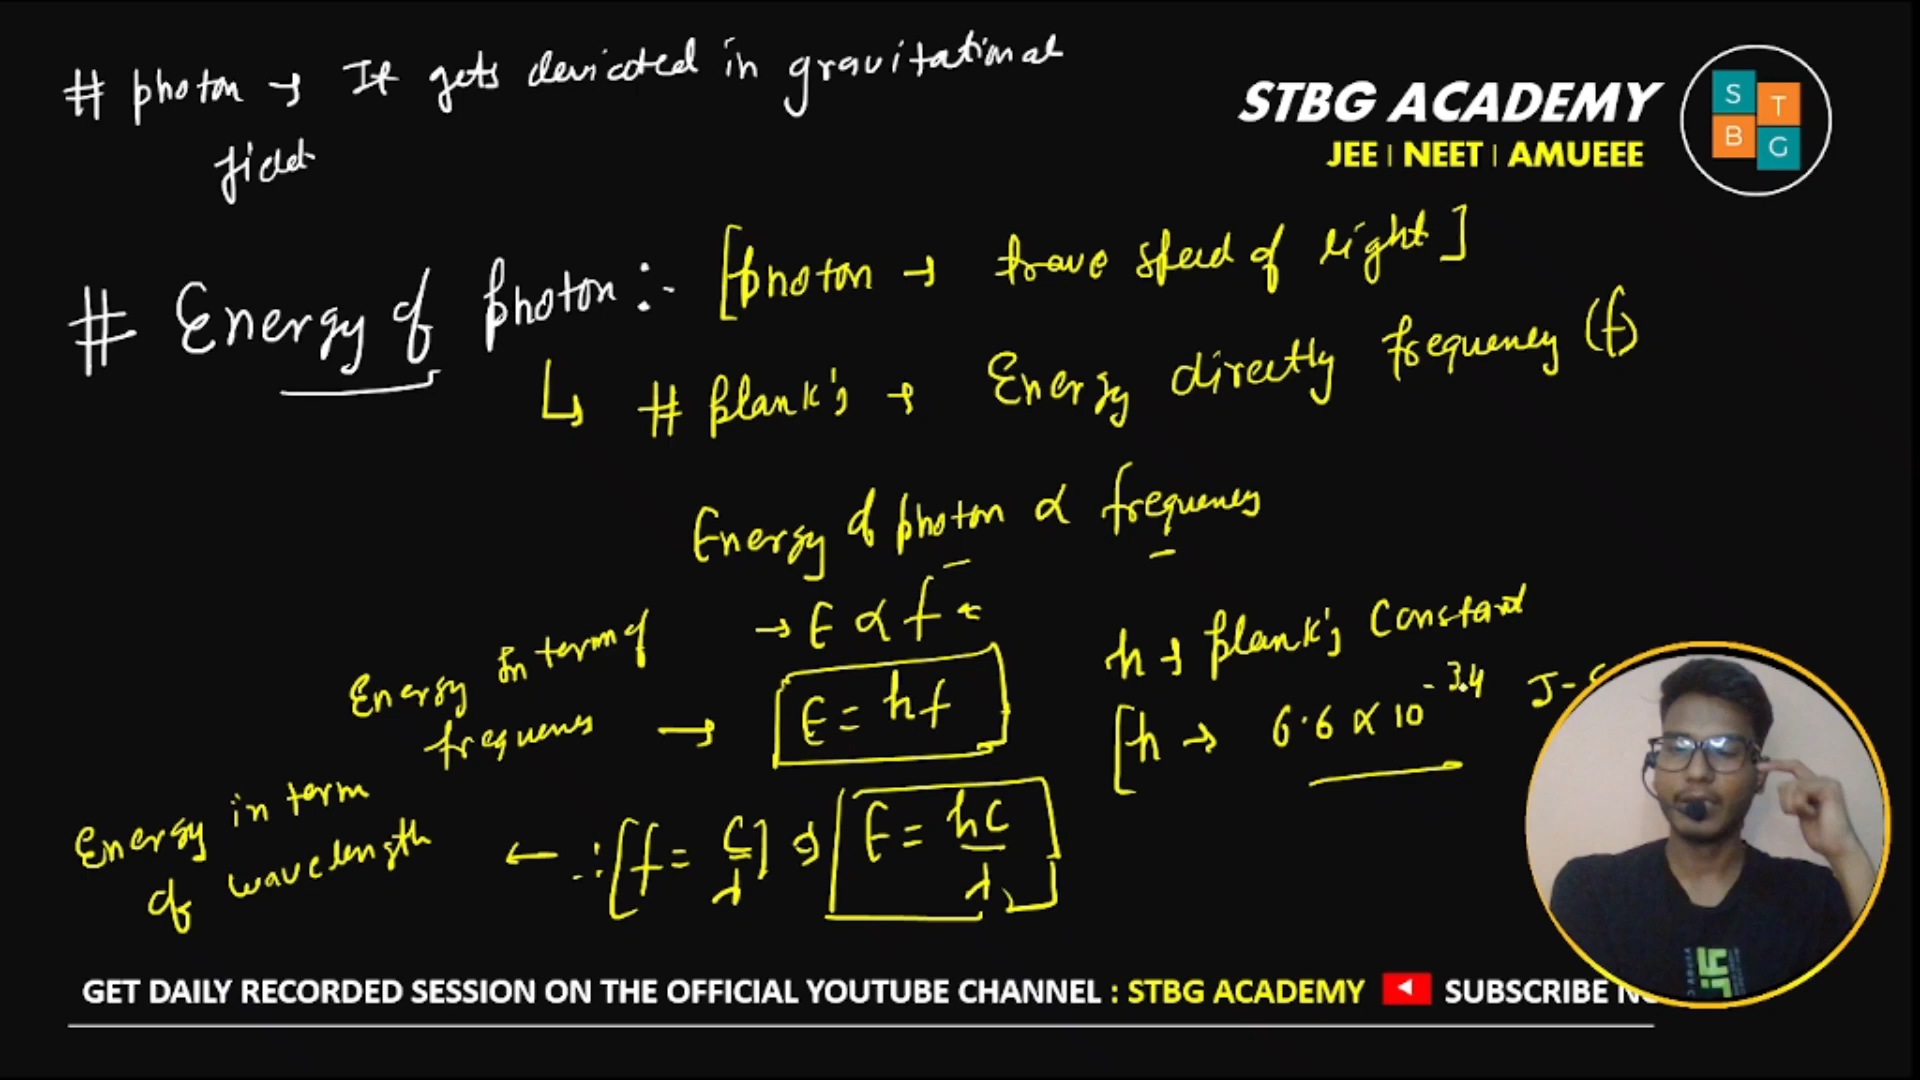 # photon → It gets deviated in gravitational
field
STBG ACADEMY
JEE | NEET | AMUEEE
S T
B G
# Energy of photon :- [photon → trave speed of light]
↳ # plank's → Energy directly frequency (f)
Energy of photon ∝ frequency
→ E ∝ f
Energy In term of
frequency → E = hf
h → plank's Constant
[h → 6.6 × 10^-34 J-s
Energy in term
of wavelength ← ∴ [f = c/λ] ⇒ E = hc/λ
GET DAILY RECORDED SESSION ON THE OFFICIAL YOUTUBE CHANNEL : STBG ACADEMY SUBSCRIBE